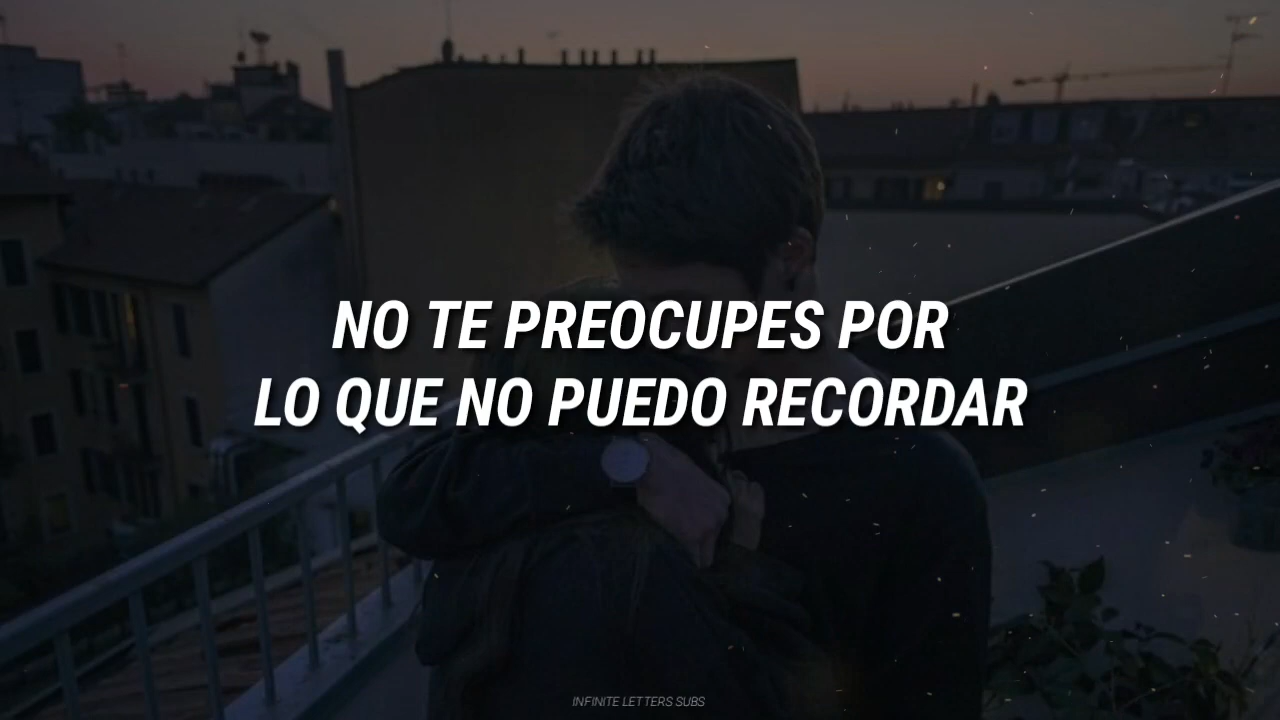 NO TE PREOCUPES POR
LO QUE NO PUEDO RECORDAR
INFINITE LETTERS SUBS